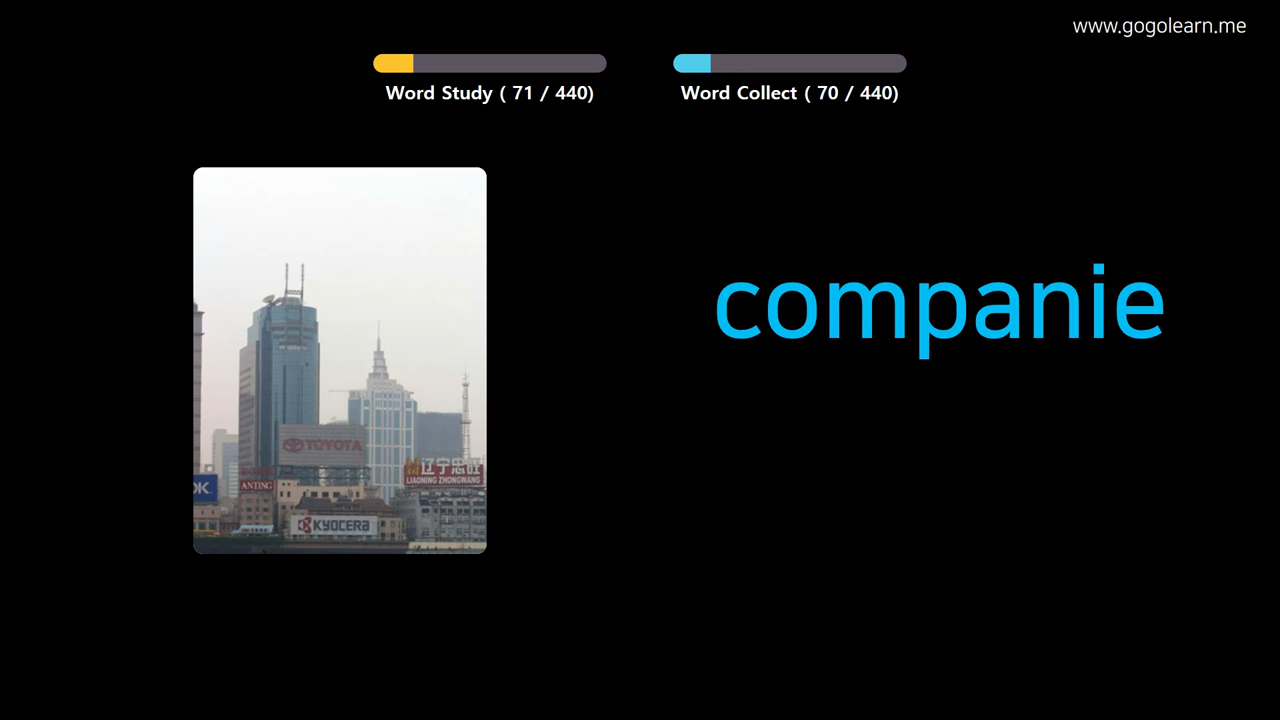 www.gogolearn.me
Word Study ( 71 / 440)
Word Collect ( 70 / 440)
companie
TOYOTA
辽宁忠旺
LIAONING ZHONGWANG
OK.
ANTING
KYOCERA